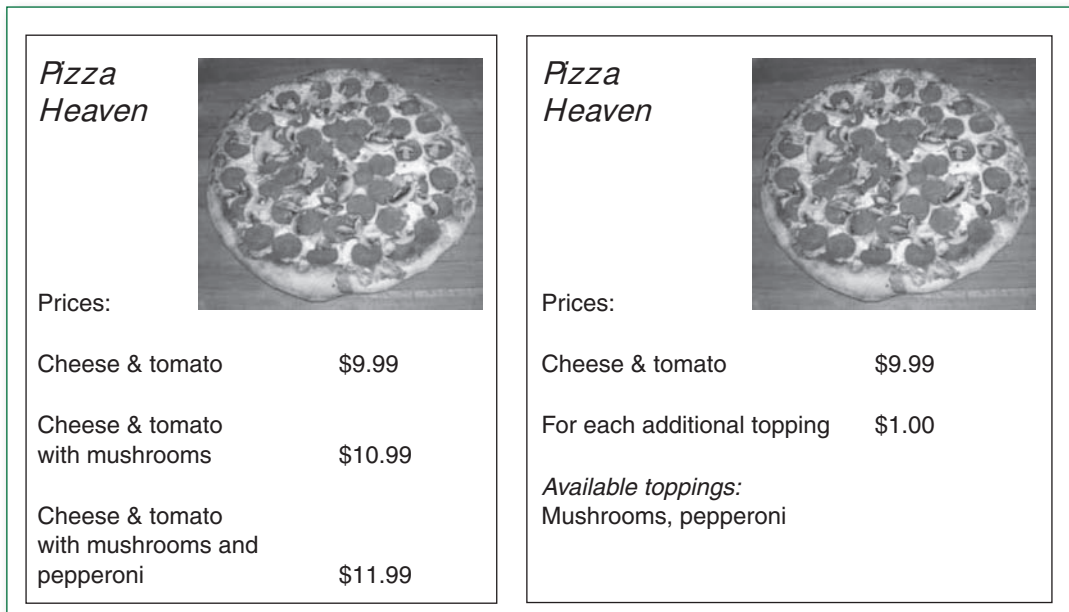 Pizza
Heaven
Prices:
Cheese & tomato $9.99
Cheese & tomato
with mushrooms $10.99
Cheese & tomato
with mushrooms and
pepperoni $11.99
Pizza
Heaven
Prices:
Cheese & tomato $9.99
For each additional topping $1.00
Available toppings:
Mushrooms, pepperoni